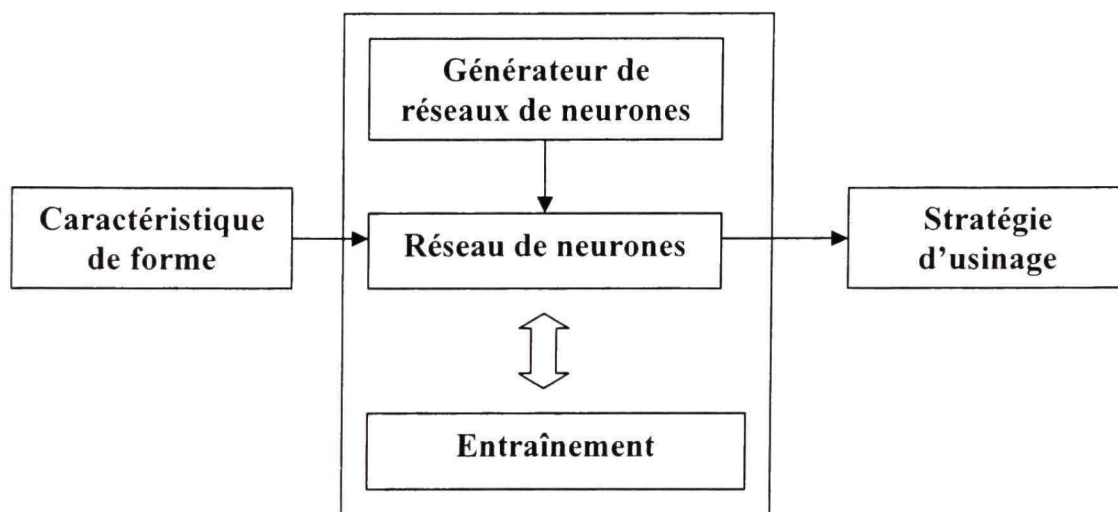 Générateur de
réseaux de neurones
Caractéristique
de forme
Réseau de neurones
Stratégie
d’usinage
Entraînement